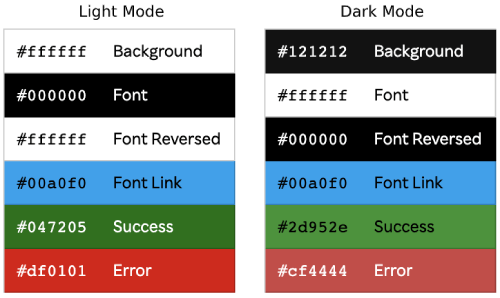 Light Mode
#ffffff Background
#000000 Font
#ffffff Font Reversed
#00a0f0 Font Link
#047205 Success
#df0101 Error
Dark Mode
#121212 Background
#ffffff Font
#000000 Font Reversed
#00a0f0 Font Link
#2d952e Success
#cf4444 Error